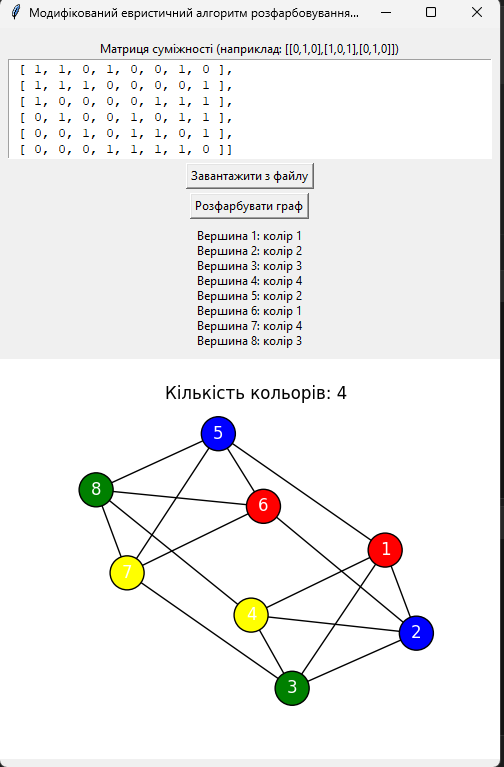 Модифікований евристичний алгоритм розфарбовування...
Матриця суміжності (наприклад: [[0,1,0],[1,0,1],[0,1,0]])
[ 1, 1, 0, 1, 0, 0, 1, 0 ],
[ 1, 1, 1, 0, 0, 0, 0, 1 ],
[ 1, 0, 0, 0, 0, 1, 1, 1 ],
[ 0, 1, 0, 0, 1, 0, 1, 1 ],
[ 0, 0, 1, 0, 1, 1, 0, 1 ],
[ 0, 0, 0, 1, 1, 1, 1, 0 ]]
Завантажити з файлу
Розфарбувати граф
Вершина 1: колір 1
Вершина 2: колір 2
Вершина 3: колір 3
Вершина 4: колір 4
Вершина 5: колір 2
Вершина 6: колір 1
Вершина 7: колір 4
Вершина 8: колір 3
Кількість кольорів: 4
5
8
6
1
7
4
2
3